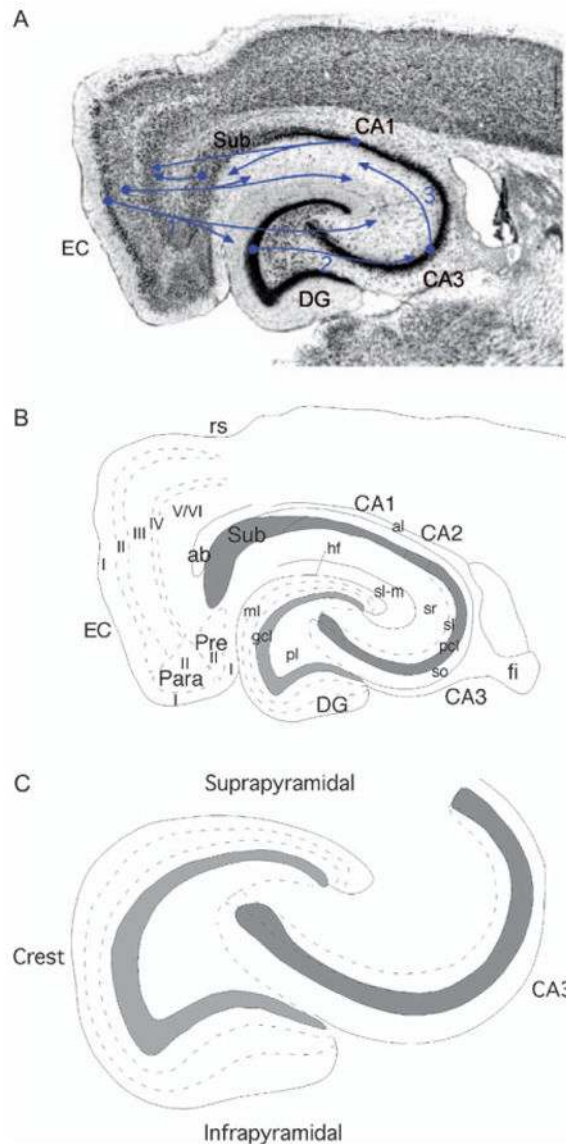 A
CA1
Sub
3
EC
1
2
CA3
DG
B
rs
V/VI
CA1
IV
al
CA2
III
Sub
II
hf
I
ab
sl-m
sr
ml
sl
EC
gcl
Pre
pcl
II
pl
so
fi
II
I
Para
I
DG
CA3
C
Suprapyramidal
Crest
CA3
Infrapyramidal